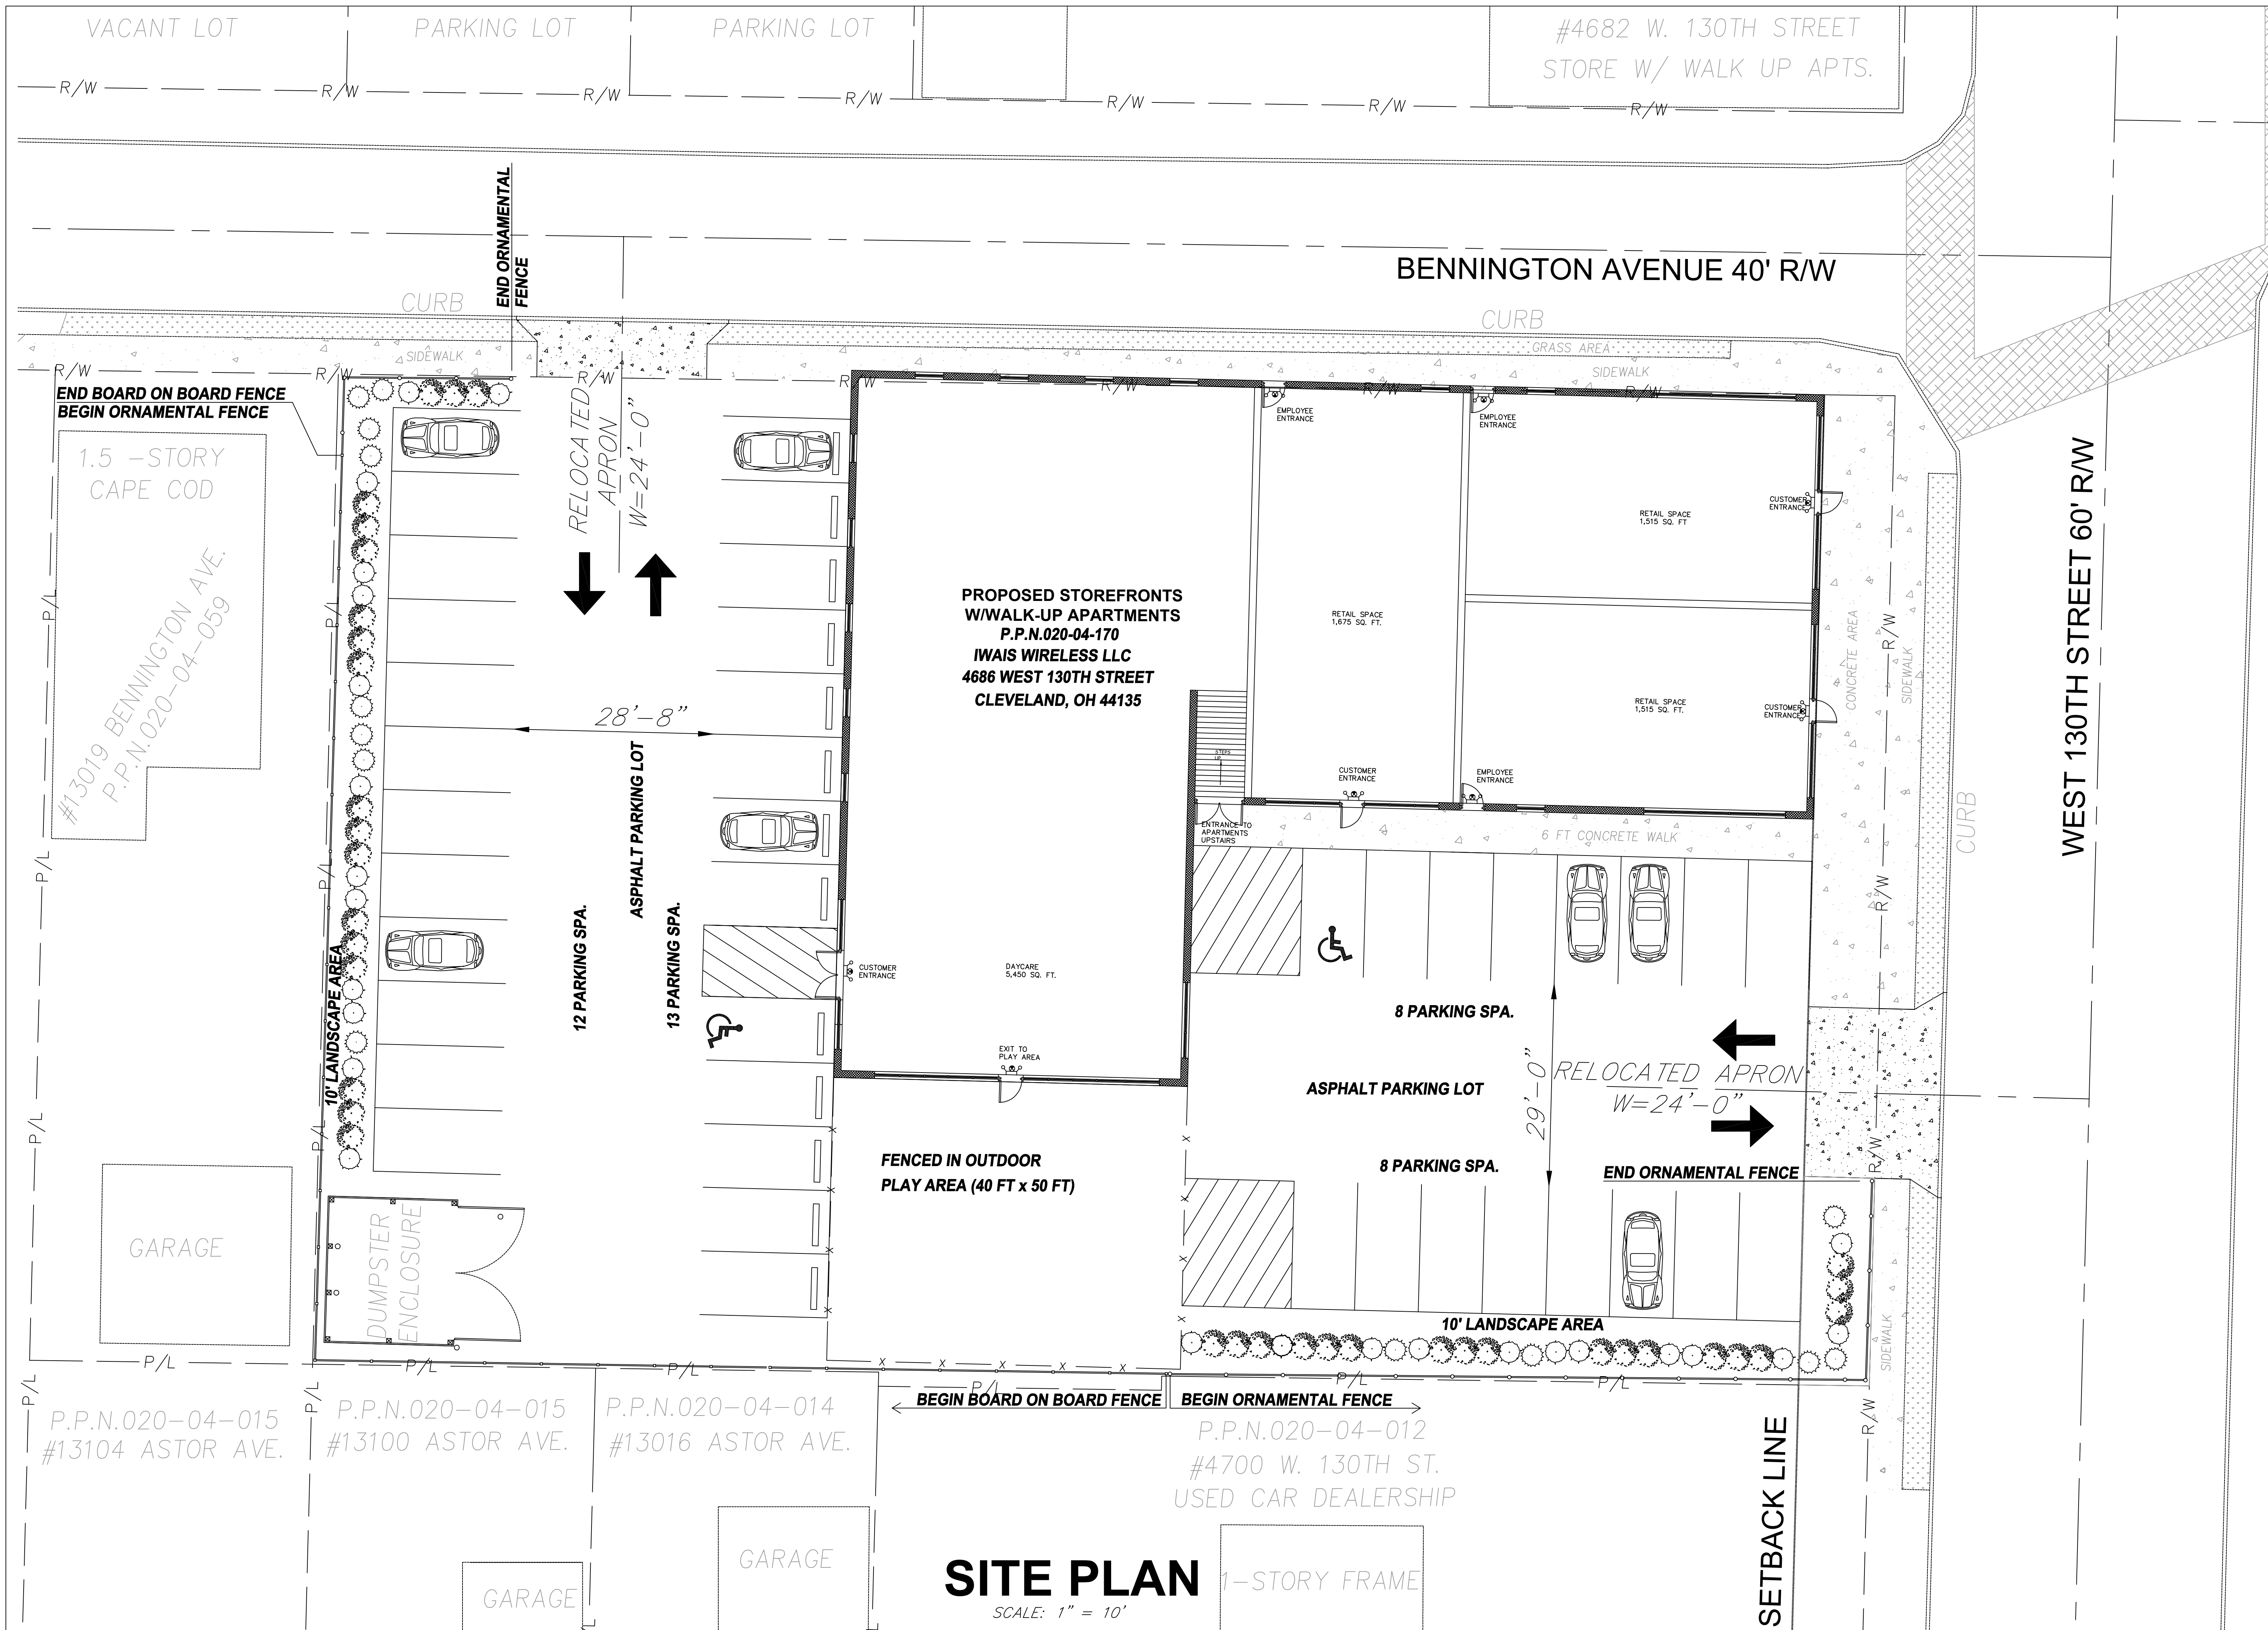 VACANT LOT
PARKING LOT
PARKING LOT
#4682 W. 130TH STREET
STORE W/ WALK UP APTS.
R/W
R/W
R/W
R/W
R/W
R/W
R/W
END ORNAMENTAL
FENCE
BENNINGTON AVENUE 40' R/W
CURB
CURB
GRASS AREA
SIDEWALK
SIDEWALK
R/W
R/W
R/W
R/W
R/W
R/W
R/W
END BOARD ON BOARD FENCE
BEGIN ORNAMENTAL FENCE
1.5 -STORY
CAPE COD
#13019 BENNINGTON AVE.
P.P.N.020-04-059
RELOCATED
APRON
W=24'-0"
EMPLOYEE
ENTRANCE
EMPLOYEE
ENTRANCE
CUSTOMER
ENTRANCE
RETAIL SPACE
1,515 SQ. FT
WEST 130TH STREET 60' R/W
PROPOSED STOREFRONTS
W/WALK-UP APARTMENTS
P.P.N.020-04-170
IWAIS WIRELESS LLC
4686 WEST 130TH STREET
CLEVELAND, OH 44135
RETAIL SPACE
1,675 SQ. FT.
RETAIL SPACE
1,515 SQ. FT.
CUSTOMER
ENTRANCE
CONCRETE AREA
SIDEWALK
R/W
P/L
P/L
28'-8"
STEPS
UP
CUSTOMER
ENTRANCE
EMPLOYEE
ENTRANCE
ENTRANCE TO
APARTMENTS
UPSTAIRS
6 FT CONCRETE WALK
CURB
P/L
P/L
R/W
ASPHALT PARKING LOT
12 PARKING SPA.
13 PARKING SPA.
10' LANDSCAPE AREA
CUSTOMER
ENTRANCE
DAYCARE
5,450 SQ. FT.
EXIT TO
PLAY AREA
8 PARKING SPA.
ASPHALT PARKING LOT
29'-0"
RELOCATED APRON
W=24'-0"
P/L
P/L
R/W
8 PARKING SPA.
END ORNAMENTAL FENCE
FENCED IN OUTDOOR
PLAY AREA (40 FT x 50 FT)
GARAGE
DUMPSTER
ENCLOSURE
10' LANDSCAPE AREA
SIDEWALK
X
X
X
X
X
X
X
X
X
X
X
X
X
P/L
P/L
P/L
P/L
P/L
P/L
P/L
P/L
R/W
BEGIN BOARD ON BOARD FENCE
BEGIN ORNAMENTAL FENCE
P.P.N.020-04-015
#13104 ASTOR AVE.
P.P.N.020-04-015
#13100 ASTOR AVE.
P.P.N.020-04-014
#13016 ASTOR AVE.
P.P.N.020-04-012
#4700 W. 130TH ST.
USED CAR DEALERSHIP
SETBACK LINE
GARAGE
GARAGE
P/L
1-STORY FRAME
SITE PLAN
SCALE: 1" = 10'